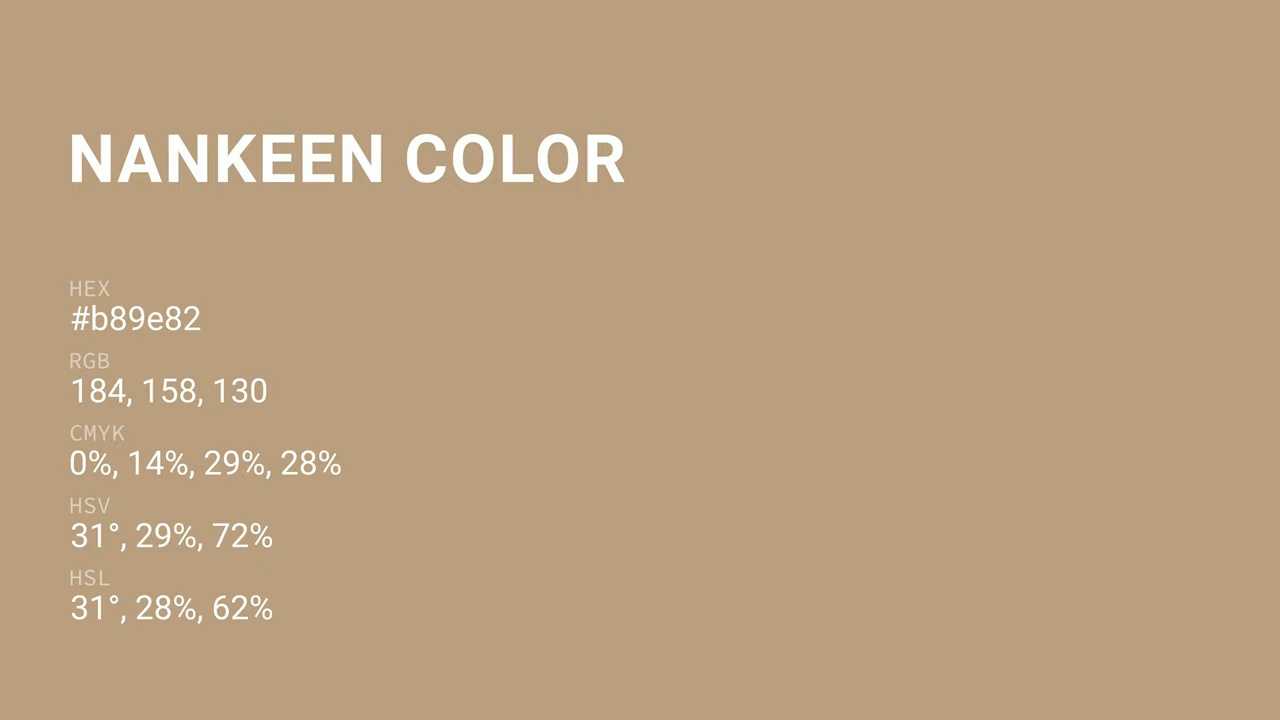 NANKEEN COLOR
HEX
#b89e82
RGB
184, 158, 130
CMYK
0%, 14%, 29%, 28%
HSV
31°, 29%, 72%
HSL
31°, 28%, 62%